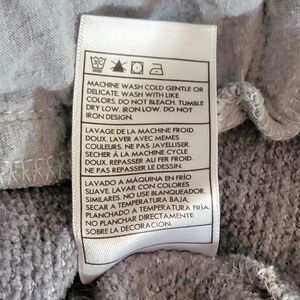 MACHINE WASH COLD GENTLE OR
DELICATE. WASH WITH LIKE
COLORS. DO NOT BLEACH. TUMBLE
DRY LOW. IRON LOW. DO NOT
IRON DESIGN.
LAVAGE DE LA MACHINE FROID
DOUX. LAVER AVEC MEMES
COULEURS. NE PAS JAVELLISER.
SECHER À LA MACHINE CYCLE
DOUX. REPASSER AU FER FROID.
NE PAS REPASSER LE DESSIN.
LAVADO A MÁQUINA EN FRÍO
SUAVE. LAVAR CON COLORES
SIMILARES. NO USE BLANQUEADOR.
SECAR A TEMPERATURA BAJA.
PLANCHADO A TEMPERATURA FRÍA.
NO PLANCHAR DIRECTAMENTE
SOBRE LA DECORACIÓN.